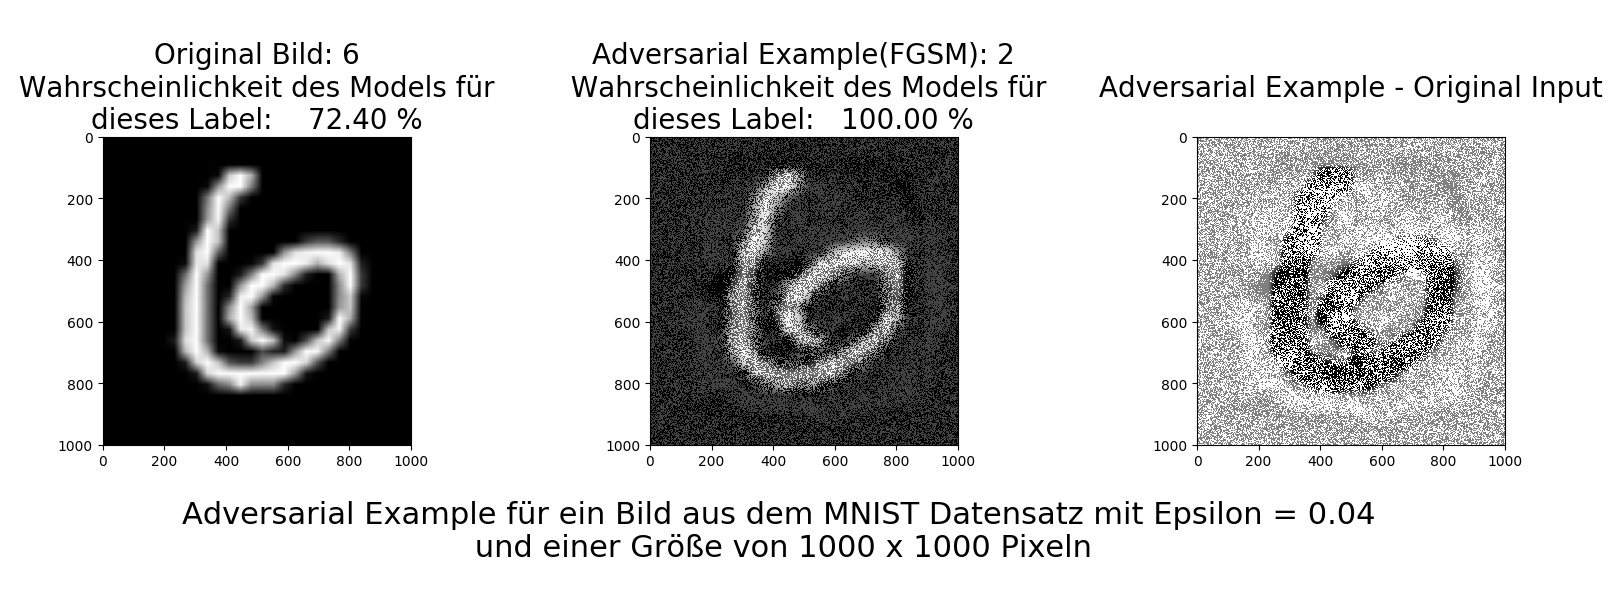 Original Bild: 6
Wahrscheinlichkeit des Models für
dieses Label: 72.40 %
0
200
400
600
800
1000
0 200 400 600 800 1000
6
Adversarial Example(FGSM): 2
Wahrscheinlichkeit des Models für
dieses Label: 100.00 %
0
200
400
600
800
1000
0 200 400 600 800 1000
6
Adversarial Example - Original Input
0
200
400
600
800
1000
0 200 400 600 800 1000
6
Adversarial Example für ein Bild aus dem MNIST Datensatz mit Epsilon = 0.04
und einer Größe von 1000 x 1000 Pixeln